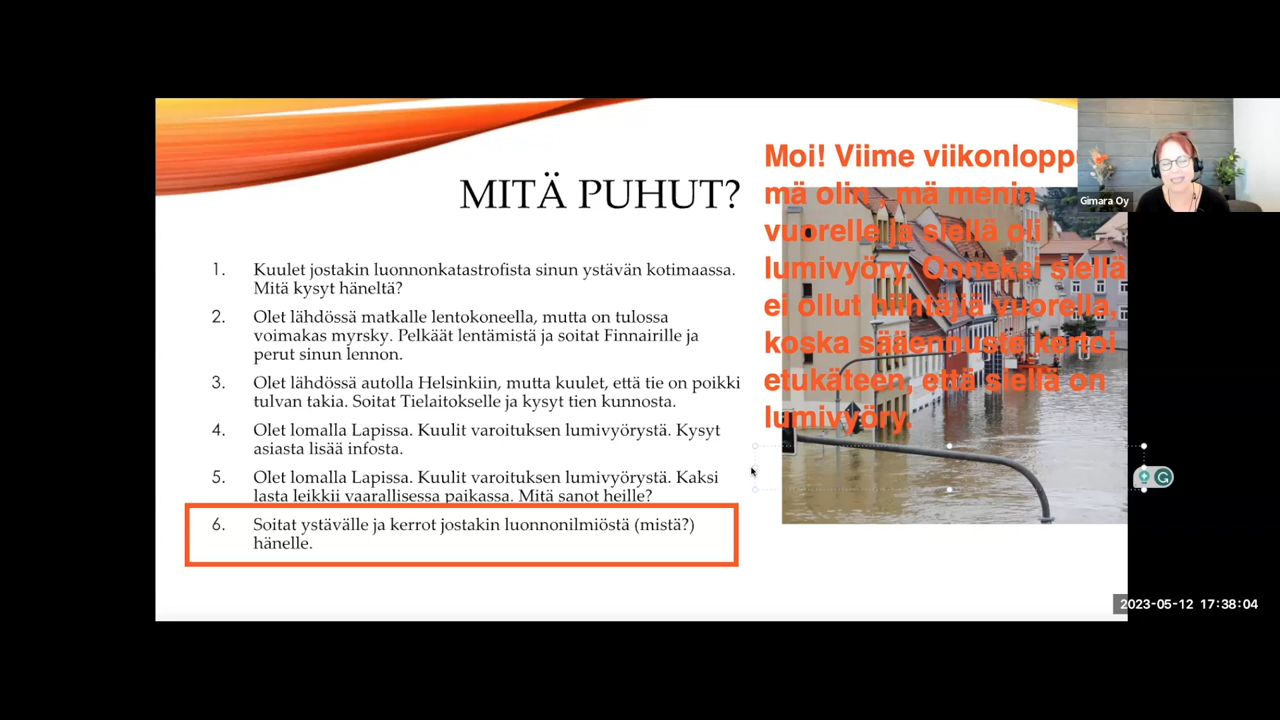 MITÄ PUHUT?
1. Kuulet jostakin luonnonkatastrofista sinun ystävän kotimaassa.
Mitä kysyt häneltä?
2. Olet lähdössä matkalle lentokoneella, mutta on tulossa
voimakas myrsky. Pelkäät lentämistä ja soitat Finnairille ja
perut sinun lennon.
3. Olet lähdössä autolla Helsinkiin, mutta kuulet, että tie on poikki
tulvan takia. Soitat Tielaitokselle ja kysyt tien kunnosta.
4. Olet lomalla Lapissa. Kuulit varoituksen lumivyörystä. Kysyt
asiasta lisää infosta.
5. Olet lomalla Lapissa. Kuulit varoituksen lumivyörystä. Kaksi
lasta leikkii vaarallisessa paikassa. Mitä sanot heille?
6. Soitat ystävälle ja kerrot jostakin luonnonilmiöstä (mistä?)
hänelle.
Moi! Viime
mä olin , mä menin
vuorelle ja siellä oli
lumivyöry. Onneksi siellä
ei ollut hiihtäjiä vuorella,
koska sääennuste kertoi
etukäteen, että siellä on
lumivyöry.
Gimara Oy
2023-05-12 17:38:04